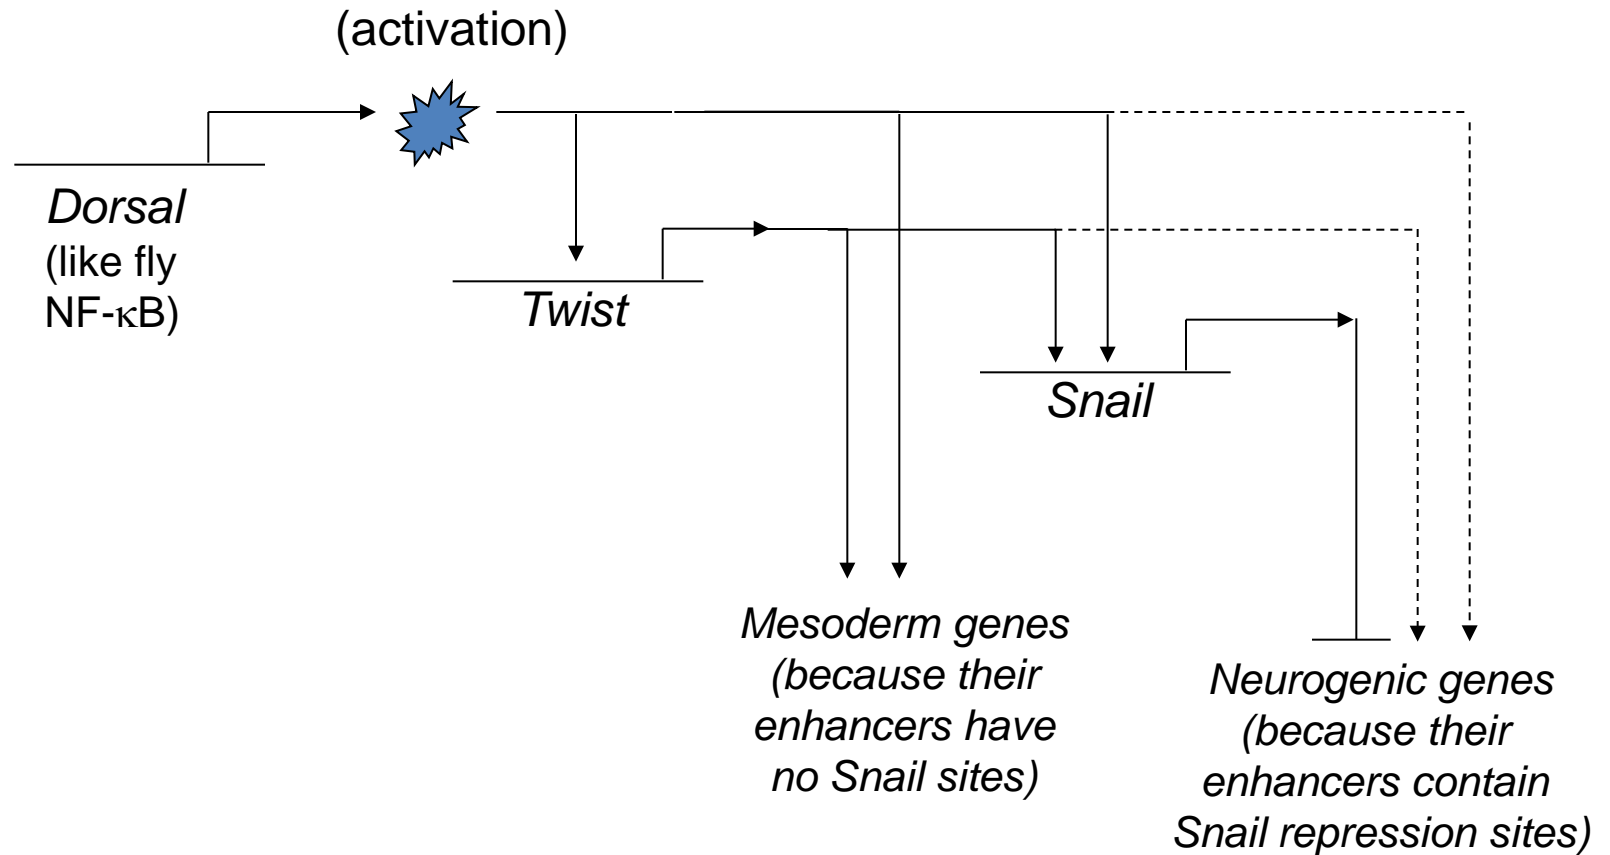 (activation)
Dorsal
(like fly
NF-κB)
Twist
Snail
Mesoderm genes
(because their
enhancers have
no Snail sites)
Neurogenic genes
(because their
enhancers contain
Snail repression sites)